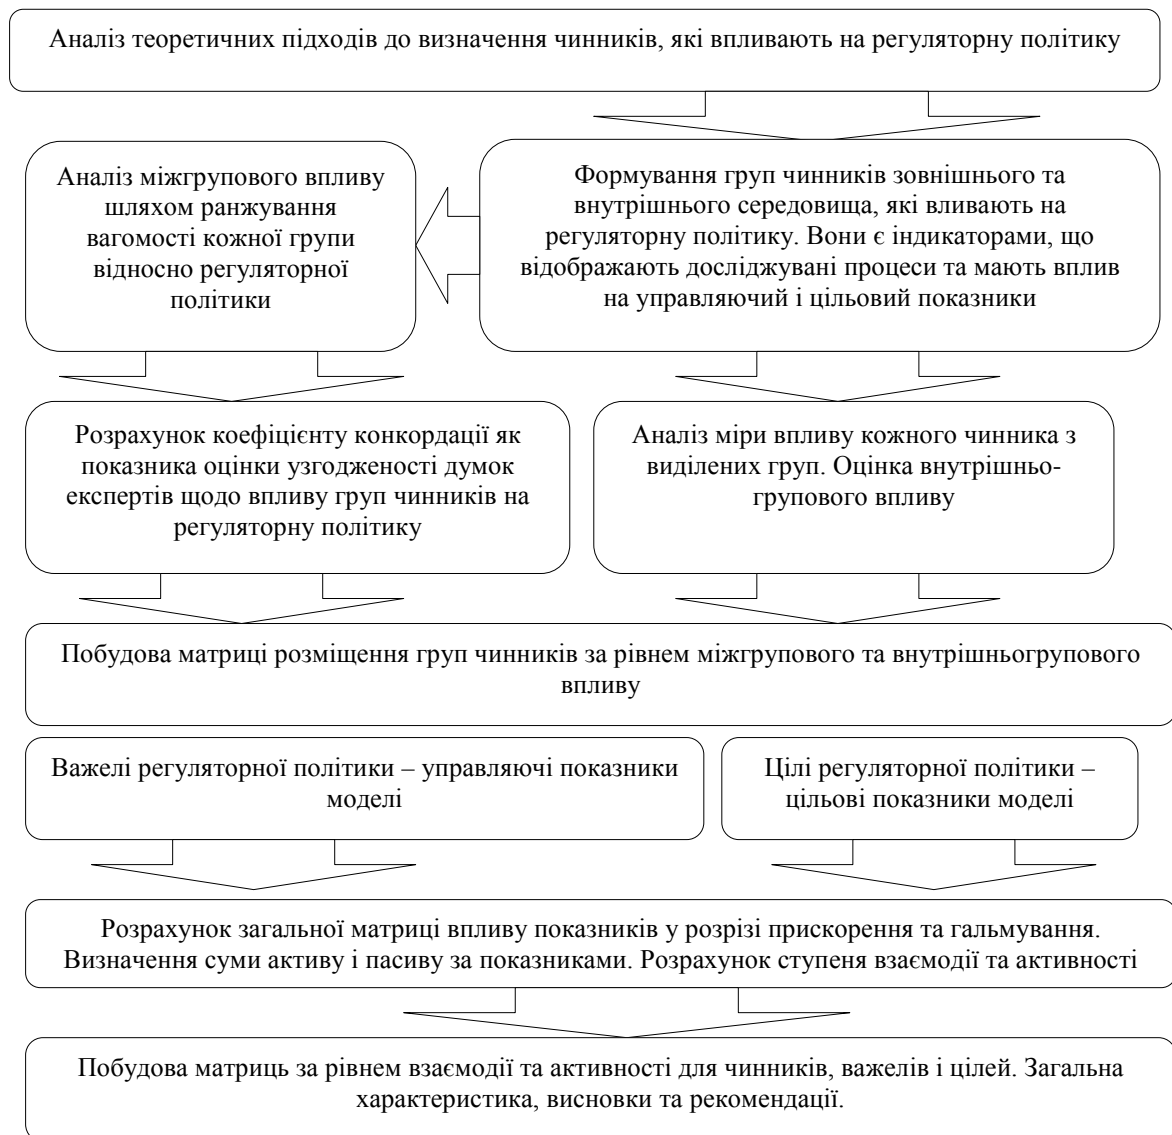 Аналіз теоретичних підходів до визначення чинників, які впливають на регуляторну політику
Аналіз міжгрупового впливу
шляхом ранжування
вагомості кожної групи
відносно регуляторної
політики
Формування груп чинників зовнішнього та
внутрішнього середовища, які вливають на
регуляторну політику. Вони є індикаторами, що
відображають досліджувані процеси та мають вплив
на управляючий і цільовий показники
Розрахунок коефіцієнту конкордації як
показника оцінки узгодженості думок
експертів щодо впливу груп чинників на
регуляторну політику
Аналіз міри впливу кожного чинника з
виділених груп. Оцінка внутрішньо-
групового впливу
Побудова матриці розміщення груп чинників за рівнем міжгрупового та внутрішньогрупового
впливу
Важелі регуляторної політики – управляючі показники
моделі
Цілі регуляторної політики –
цільові показники моделі
Розрахунок загальної матриці впливу показників у розрізі прискорення та гальмування.
Визначення суми активу і пасиву за показниками. Розрахунок ступеня взаємодії та активності
Побудова матриць за рівнем взаємодії та активності для чинників, важелів і цілей. Загальна
характеристика, висновки та рекомендації.